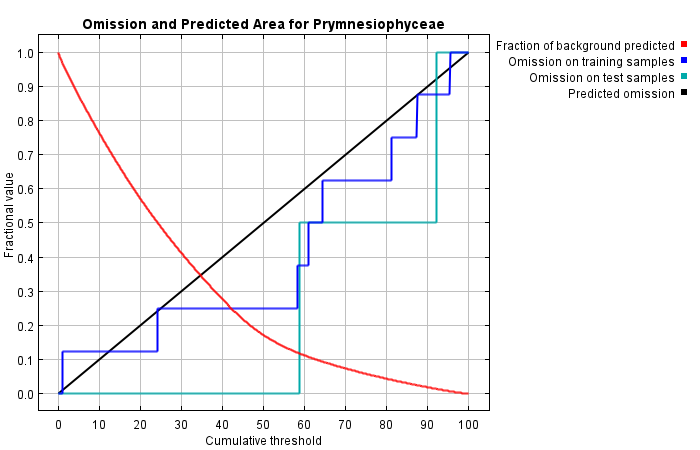 Omission and Predicted Area for Prymnesiophyceae
Fraction of background predicted
Omission on training samples
Omission on test samples
Predicted omission
Fractional value
1.0
0.9
0.8
0.7
0.6
0.5
0.4
0.3
0.2
0.1
0.0
0 10 20 30 40 50 60 70 80 90 100
Cumulative threshold